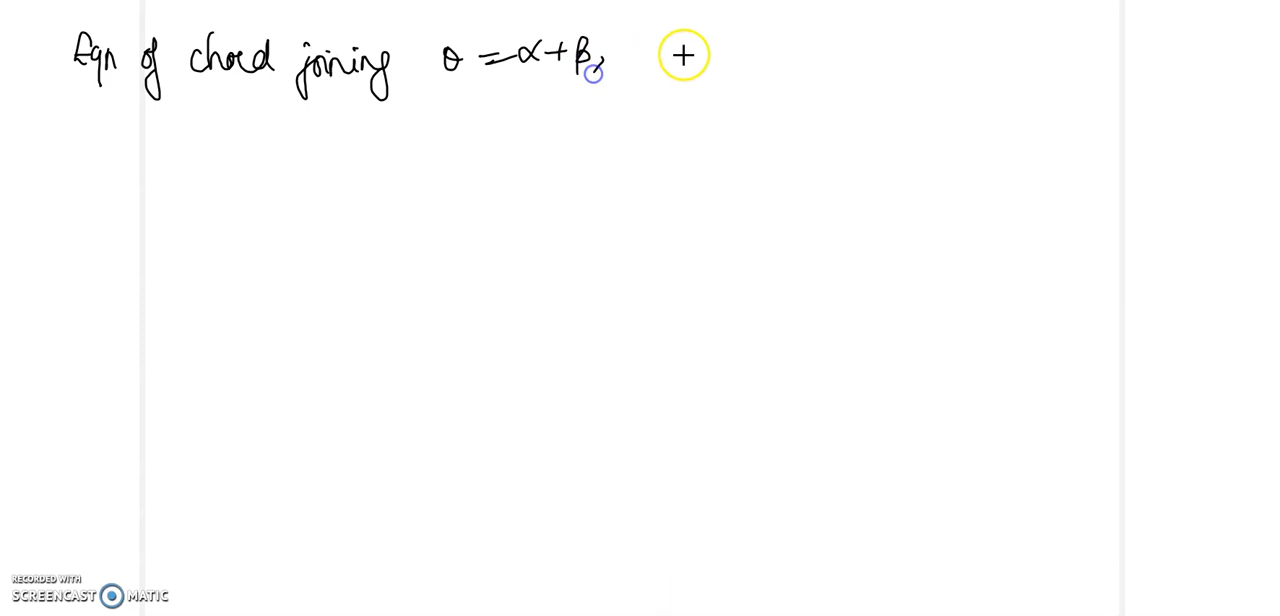 Eqn of chord joining θ = α + β,
RECORDED WITH
SCREENCAST MATIC